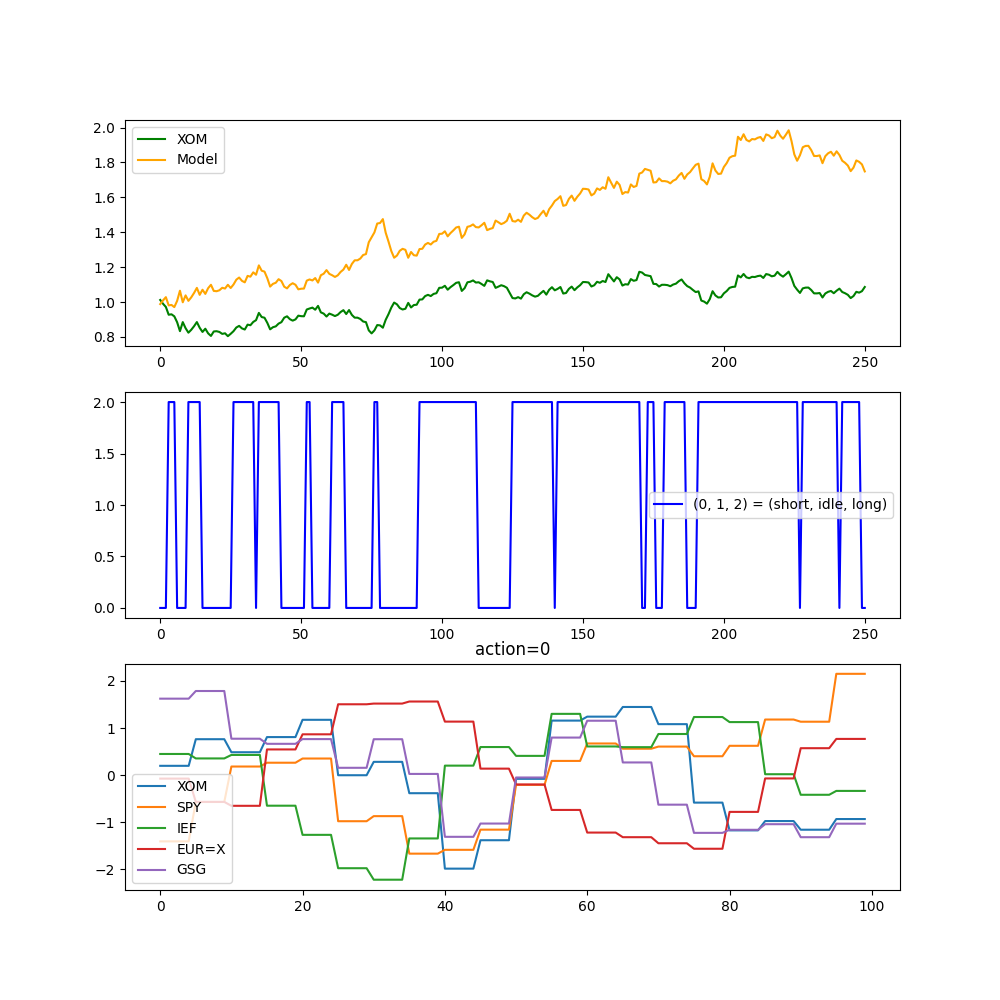 2.0
1.8
1.6
1.4
1.2
1.0
0.8
XOM
Model
0 50 100 150 200 250
2.0
1.5
1.0
0.5
0.0
(0, 1, 2) = (short, idle, long)
0 50 100 150 200 250
action=0
2
1
0
−1
−2
XOM
SPY
IEF
EUR=X
GSG
0 20 40 60 80 100